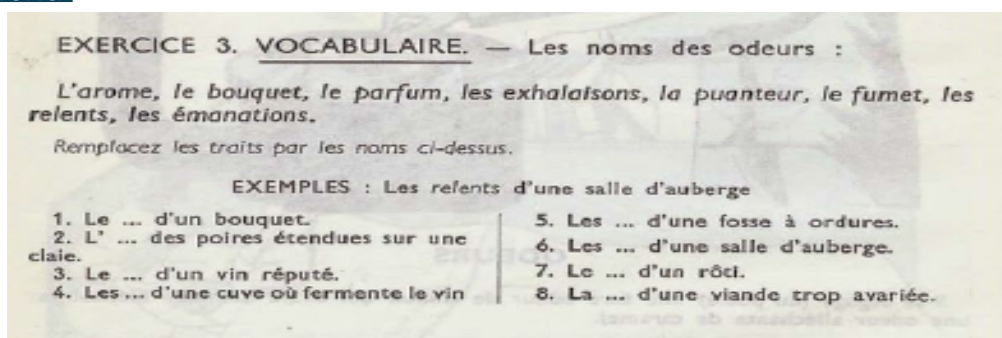 EXERCICE 3. VOCABULAIRE. — Les noms des odeurs :
L'arome, le bouquet, le parfum, les exhalaisons, la puanteur, le fumet, les
relents, les émanations.
Remplacez les traits par les noms ci-dessus.
EXEMPLES : Les relents d'une salle d'auberge
1. Le ... d'un bouquet.
2. L' ... des poires étendues sur une
claie.
3. Le ... d'un vin réputé.
4. Les... d'une cuve où fermente le vin
5. Les ... d'une fosse à ordures.
6. Les ... d'une salle d'auberge.
7. Le ... d'un rôti.
8. La ... d'une viande trop avariée.